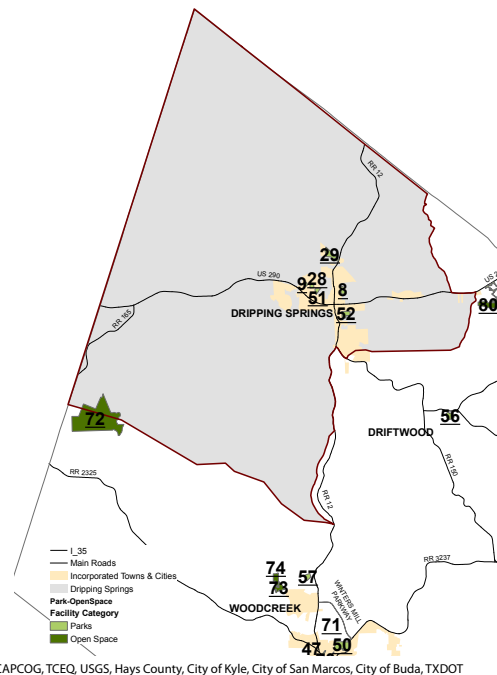 RR 12
29
US 290
US 2
9
28
51
8
80
DRIPPING SPRINGS
52
RR 165
72
56
DRIFTWOOD
RR 150
RR 2325
RR 12
RR 3237
I_35
Main Roads
Incorporated Towns & Cities
Dripping Springs
Park-OpenSpace
Facility Category
Parks
Open Space
74
57
73
WOODCREEK
WINTERS MILL
PARKWAY
71
47
50
CAPCOG, TCEQ, USGS, Hays County, City of Kyle, City of San Marcos, City of Buda, TXDOT